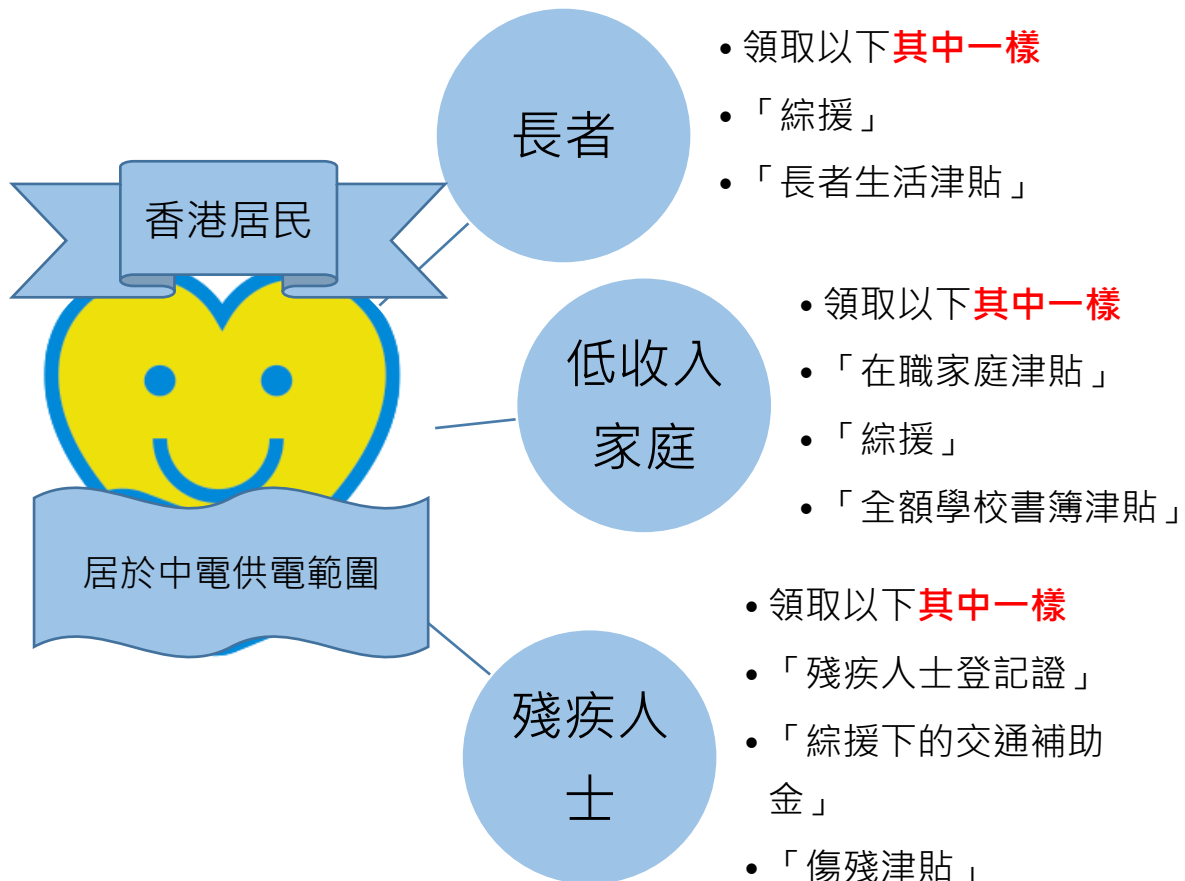 香港居民
居於中電供電範圍
長者
• 領取以下其中一樣
• 「綜援」
• 「長者生活津貼」
低收入
家庭
• 領取以下其中一樣
• 「在職家庭津貼」
• 「綜援」
• 「全額學校書簿津貼」
殘疾人
士
• 領取以下其中一樣
• 「殘疾人士登記證」
• 「綜援下的交通補助
金」
• 「傷殘津貼」